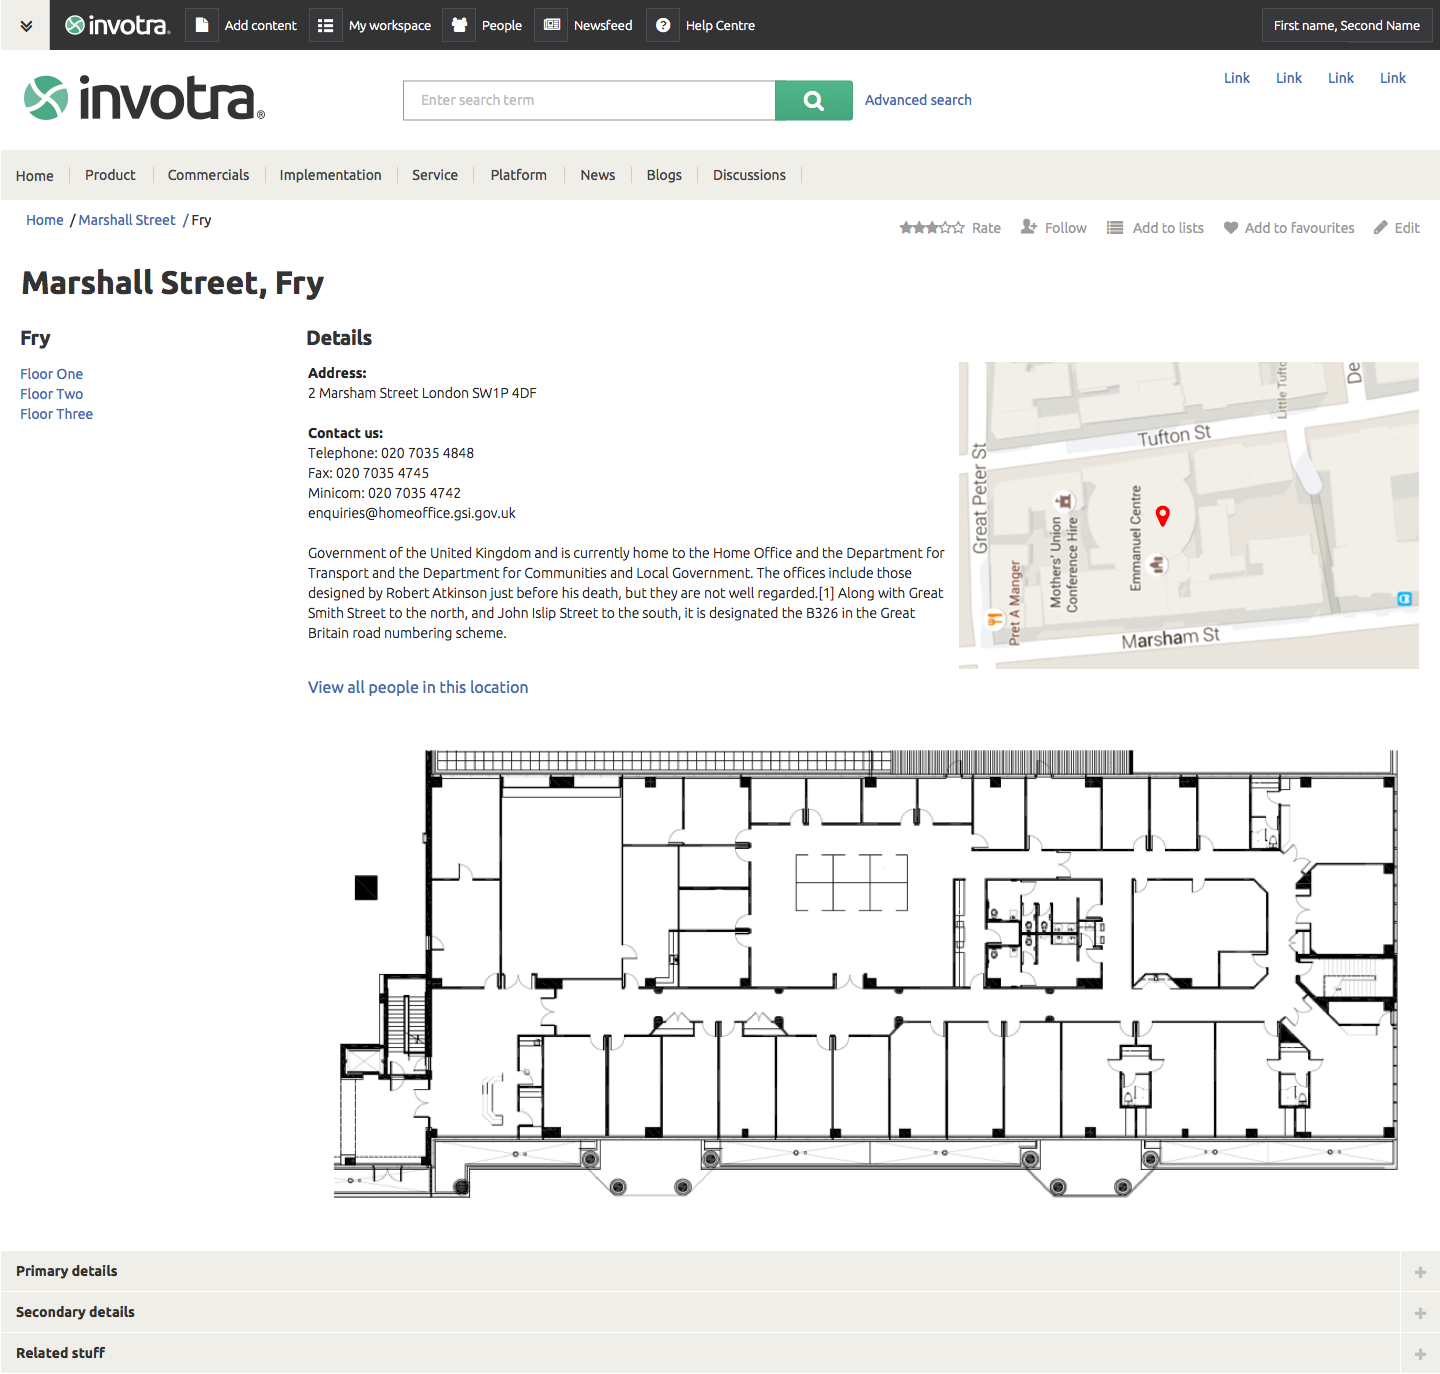 invotra® Add content My workspace People Newsfeed Help Centre First name, Second Name
invotra® Enter search term Advanced search Link Link Link Link
Home Product Commercials Implementation Service Platform News Blogs Discussions
Home / Marshall Street / Fry
Rate Follow Add to lists Add to favourites Edit
Marshall Street, Fry
Fry
Floor One
Floor Two
Floor Three
Details
Address:
2 Marsham Street London SW1P 4DF
Contact us:
Telephone: 020 7035 4848
Fax: 020 7035 4745
Minicom: 020 7035 4742
enquiries@homeoffice.gsi.gov.uk
Government of the United Kingdom and is currently home to the Home Office and the Department for
Transport and the Department for Communities and Local Government. The offices include those
designed by Robert Atkinson just before his death, but they are not well regarded.[1] Along with Great
Smith Street to the north, and John Islip Street to the south, it is designated the B326 in the Great
Britain road numbering scheme.
View all people in this location
Little Tufto
De
Tufton St
Great Peter St
Mothers' Union
Conference Hire
Emmanuel Centre
Pret A Manger
Marsham St
Primary details
Secondary details
Related stuff